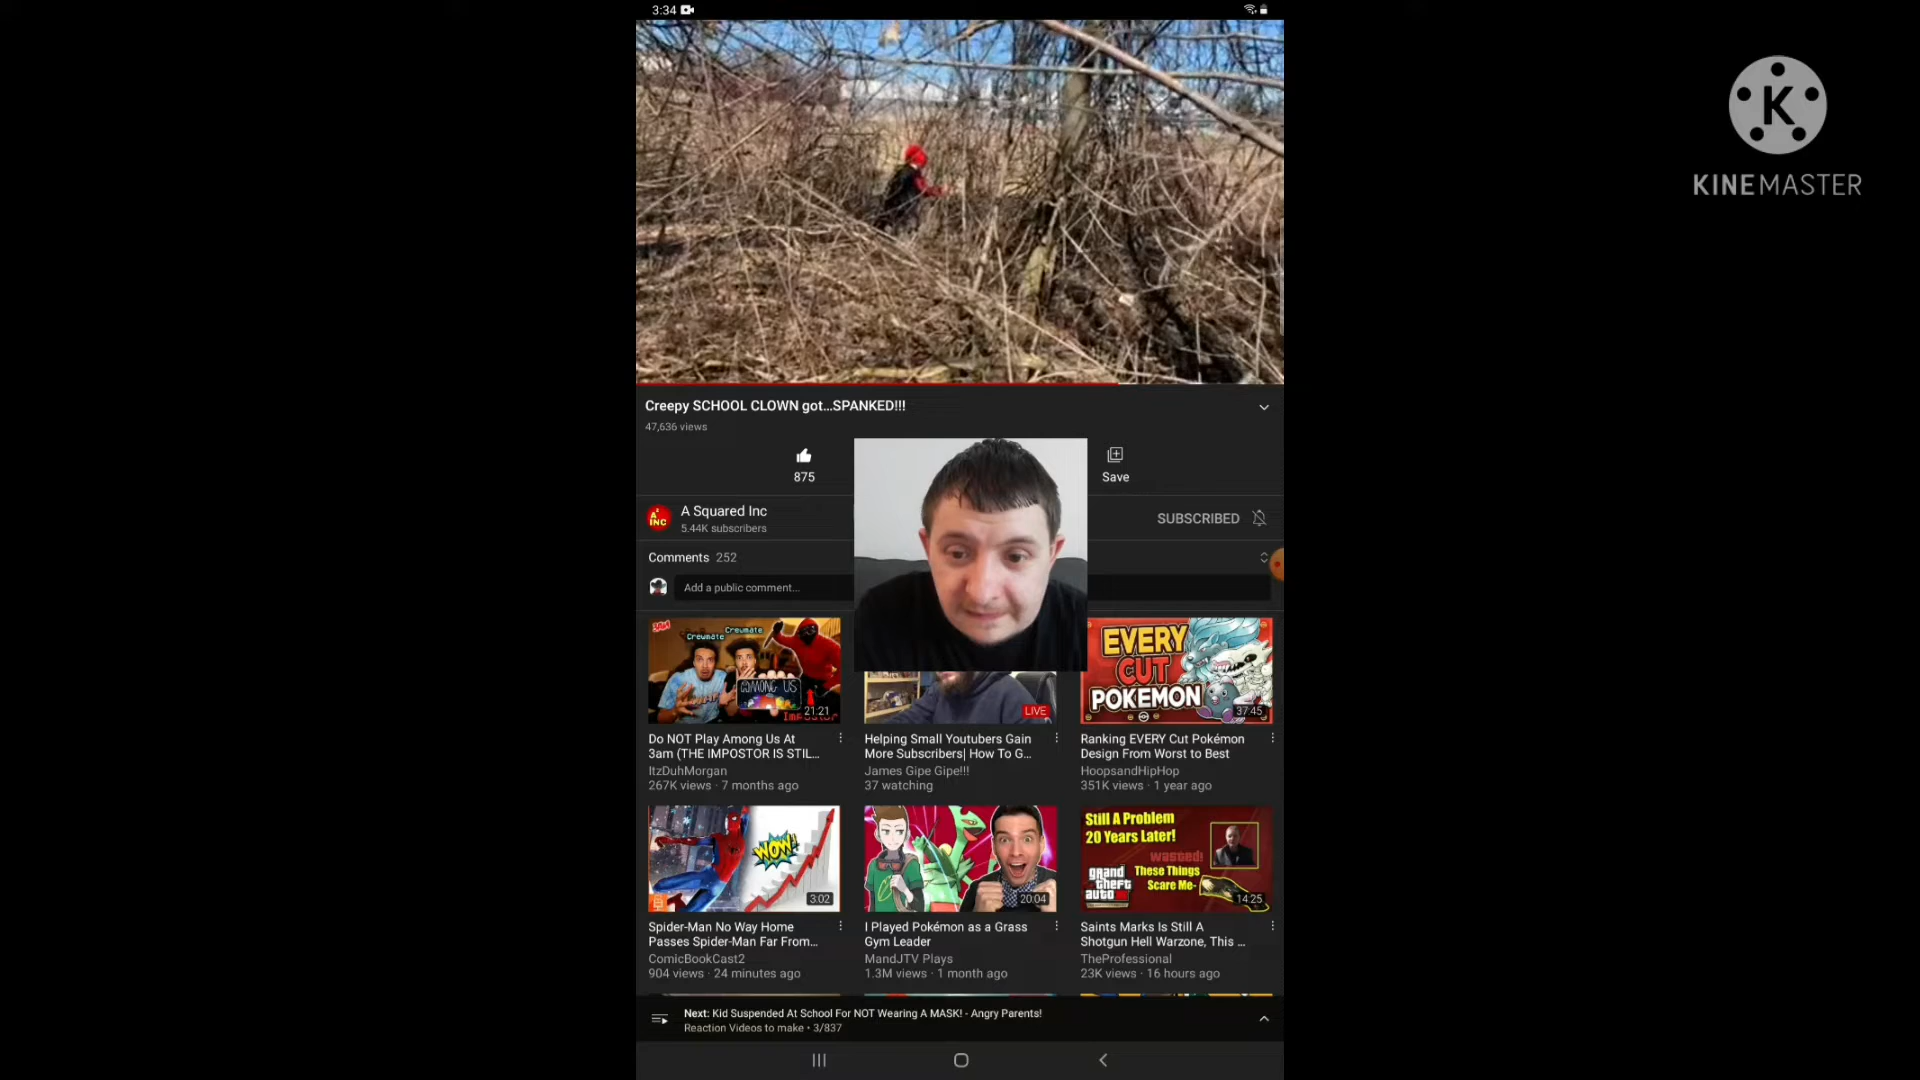 3:34
KINEMASTER
Creepy SCHOOL CLOWN got...SPANKED!!!
47,636 views
875
Save
A Squared Inc
5.44K subscribers
SUBSCRIBED
Comments 252
Add a public comment...
Crewmate Crewmate
AMONG US
21:21
LIVE
EVERY
CUT
POKEMON
37:45
Do NOT Play Among Us At
3am (THE IMPOSTOR IS STIL...
ItzDuhMorgan
267K views · 7 months ago
Helping Small Youtubers Gain
More Subscribers| How To G...
James Gipe Gipe!!!
37 watching
Ranking EVERY Cut Pokémon
Design From Worst to Best
HoopsandHipHop
351K views · 1 year ago
WOW!
3:02
20:04
Still A Problem
20 Years Later!
wasted!
These Things
Scare Me-
grand
theft
auto
14:25
Spider-Man No Way Home
Passes Spider-Man Far From...
ComicBookCast2
904 views · 24 minutes ago
I Played Pokémon as a Grass
Gym Leader
MandJTV Plays
1.3M views · 1 month ago
Saints Marks Is Still A
Shotgun Hell Warzone, This ...
TheProfessional
23K views · 16 hours ago
Next: Kid Suspended At School For NOT Wearing A MASK! - Angry Parents!
Reaction Videos to make · 3/837